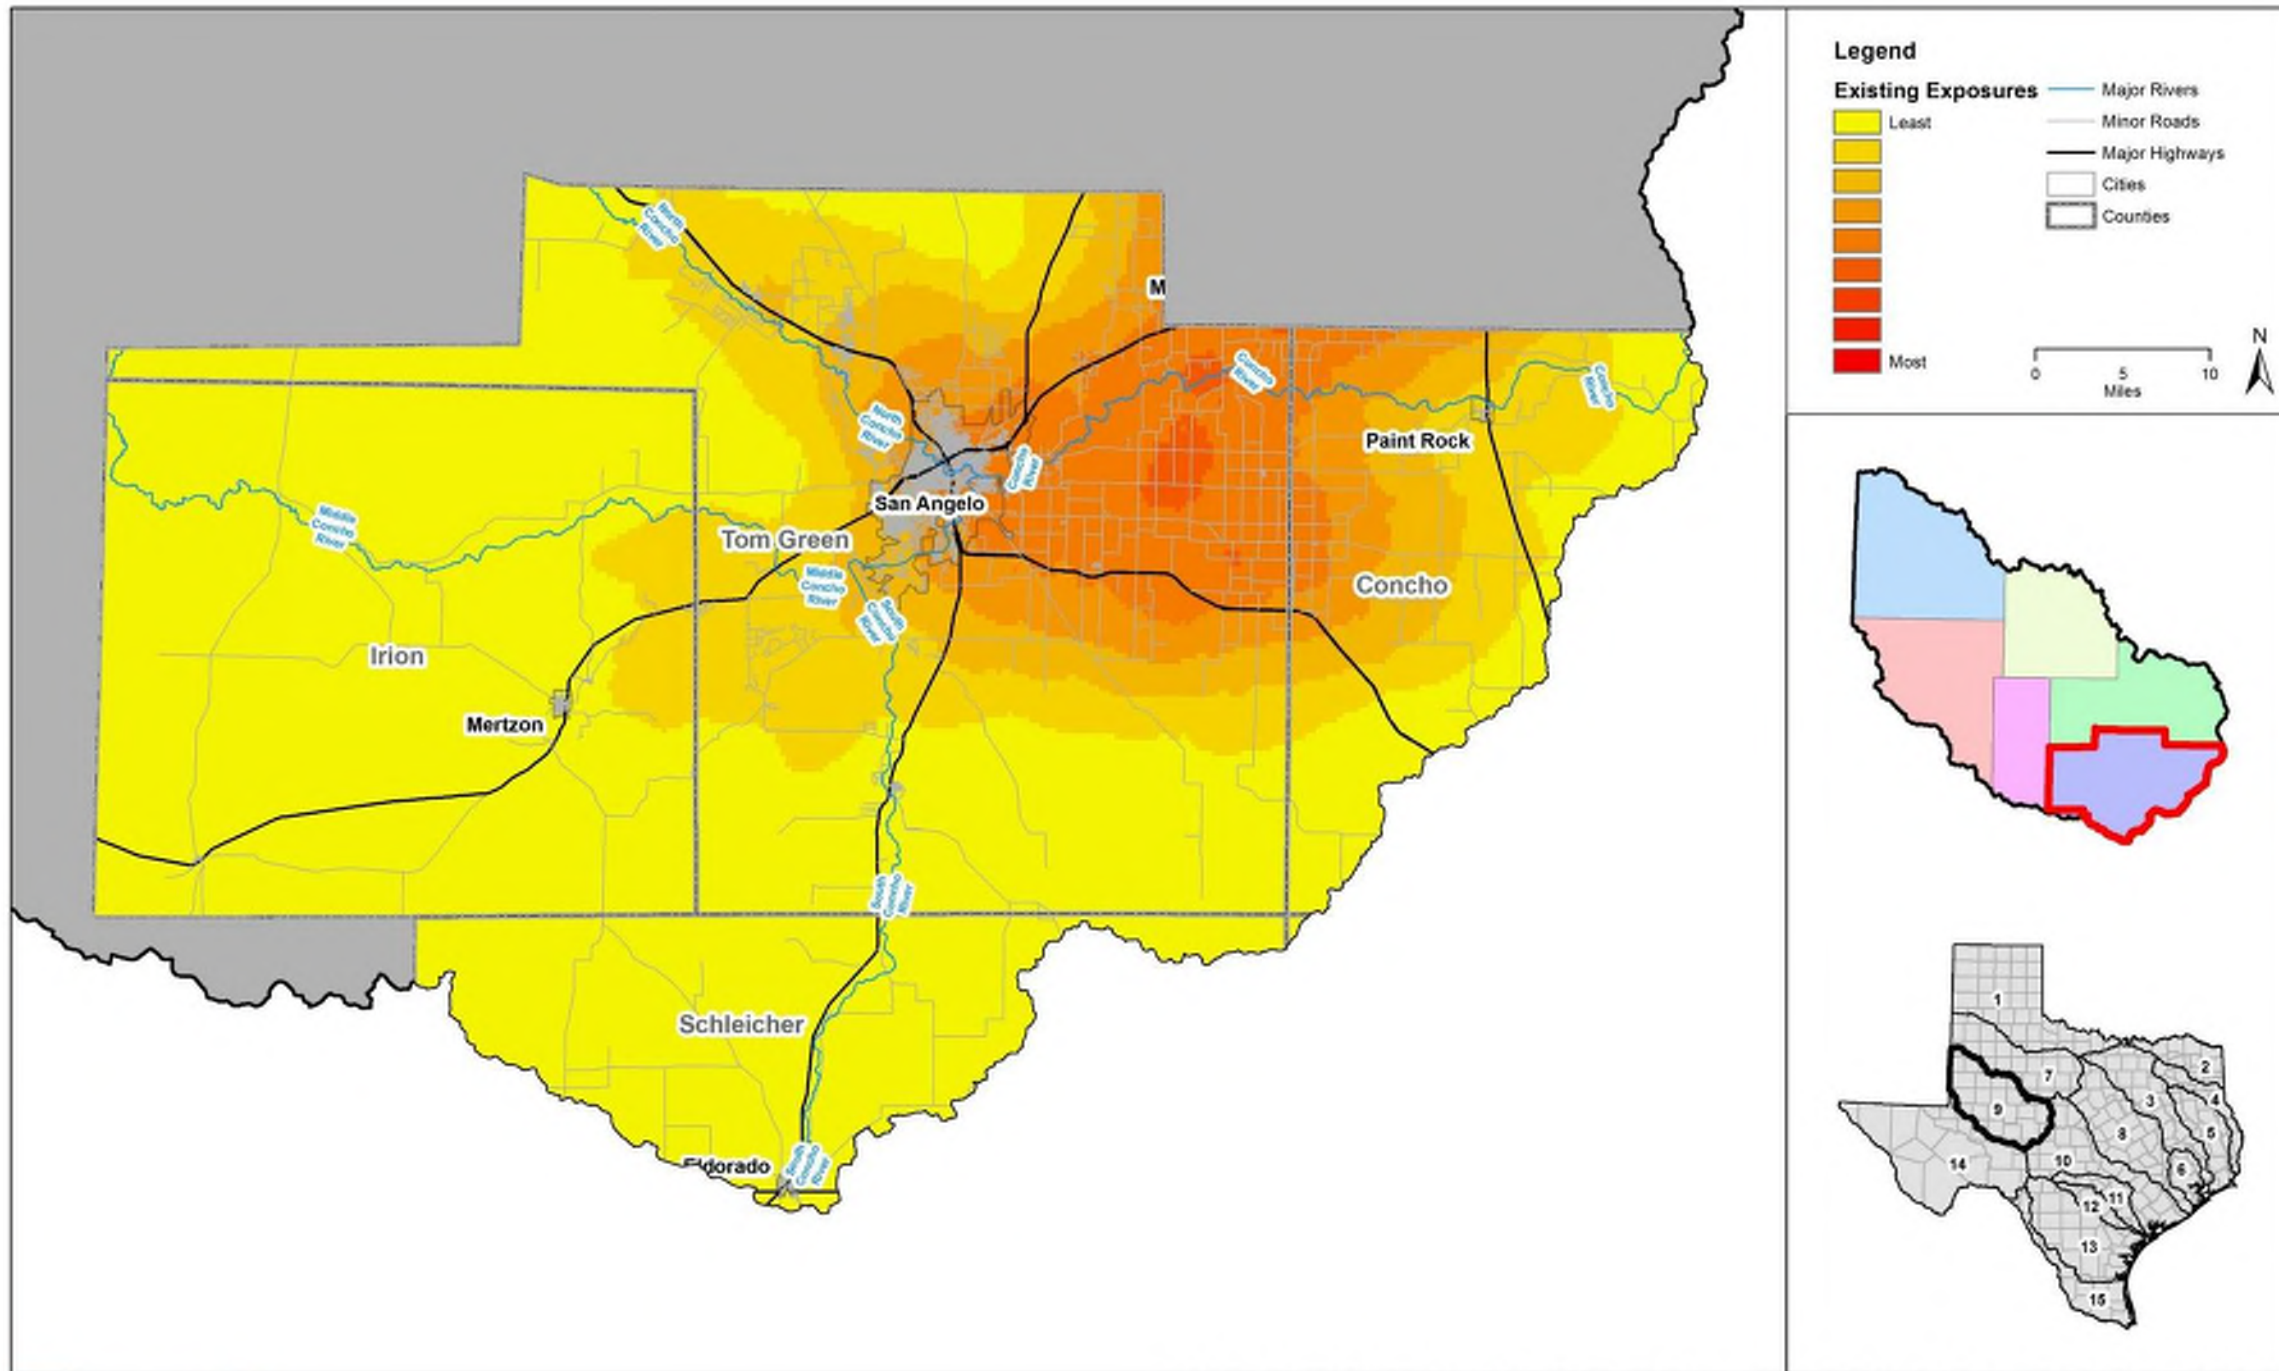 Legend
Existing Exposures
Least
Most
Major Rivers
Minor Roads
Major Highways
Cities
Counties
N
0 5 10
Miles
North
Concho
River
M
Concho
River
Concho
River
North
Concho
River
Paint Rock
Concho
River
San Angelo
Middle
Concho
River
Tom Green
Middle
Concho
River
Concho
South
Concho
River
Irion
Mertzon
South
Concho
River
Schleicher
Eldorado
South
Concho
River
1
2
7
3
4
9
8
5
14
10
6
11
12
13
15